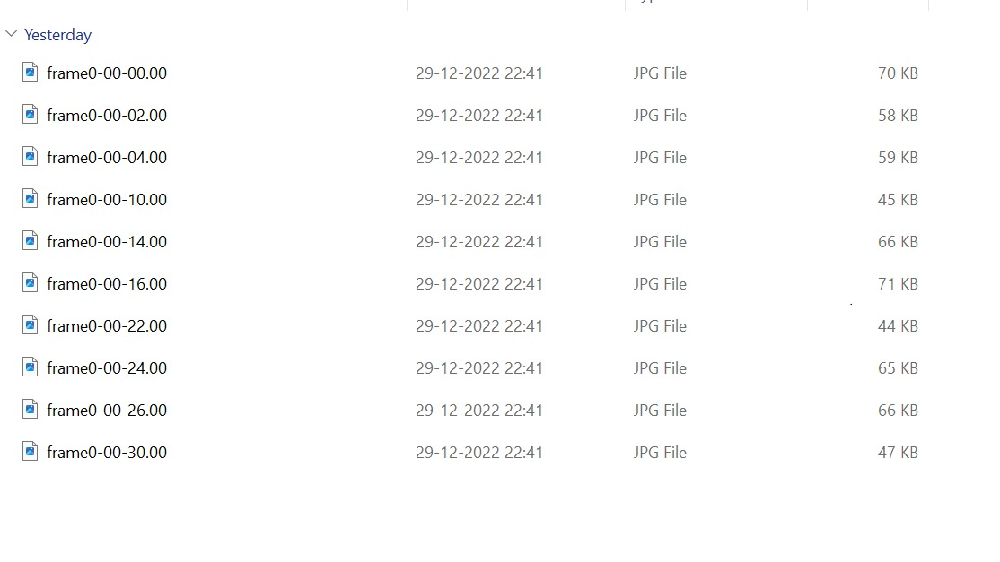 Yesterday
frame0-00-00.00 29-12-2022 22:41 JPG File 70 KB
frame0-00-02.00 29-12-2022 22:41 JPG File 58 KB
frame0-00-04.00 29-12-2022 22:41 JPG File 59 KB
frame0-00-10.00 29-12-2022 22:41 JPG File 45 KB
frame0-00-14.00 29-12-2022 22:41 JPG File 66 KB
frame0-00-16.00 29-12-2022 22:41 JPG File 71 KB
frame0-00-22.00 29-12-2022 22:41 JPG File 44 KB
frame0-00-24.00 29-12-2022 22:41 JPG File 65 KB
frame0-00-26.00 29-12-2022 22:41 JPG File 66 KB
frame0-00-30.00 29-12-2022 22:41 JPG File 47 KB